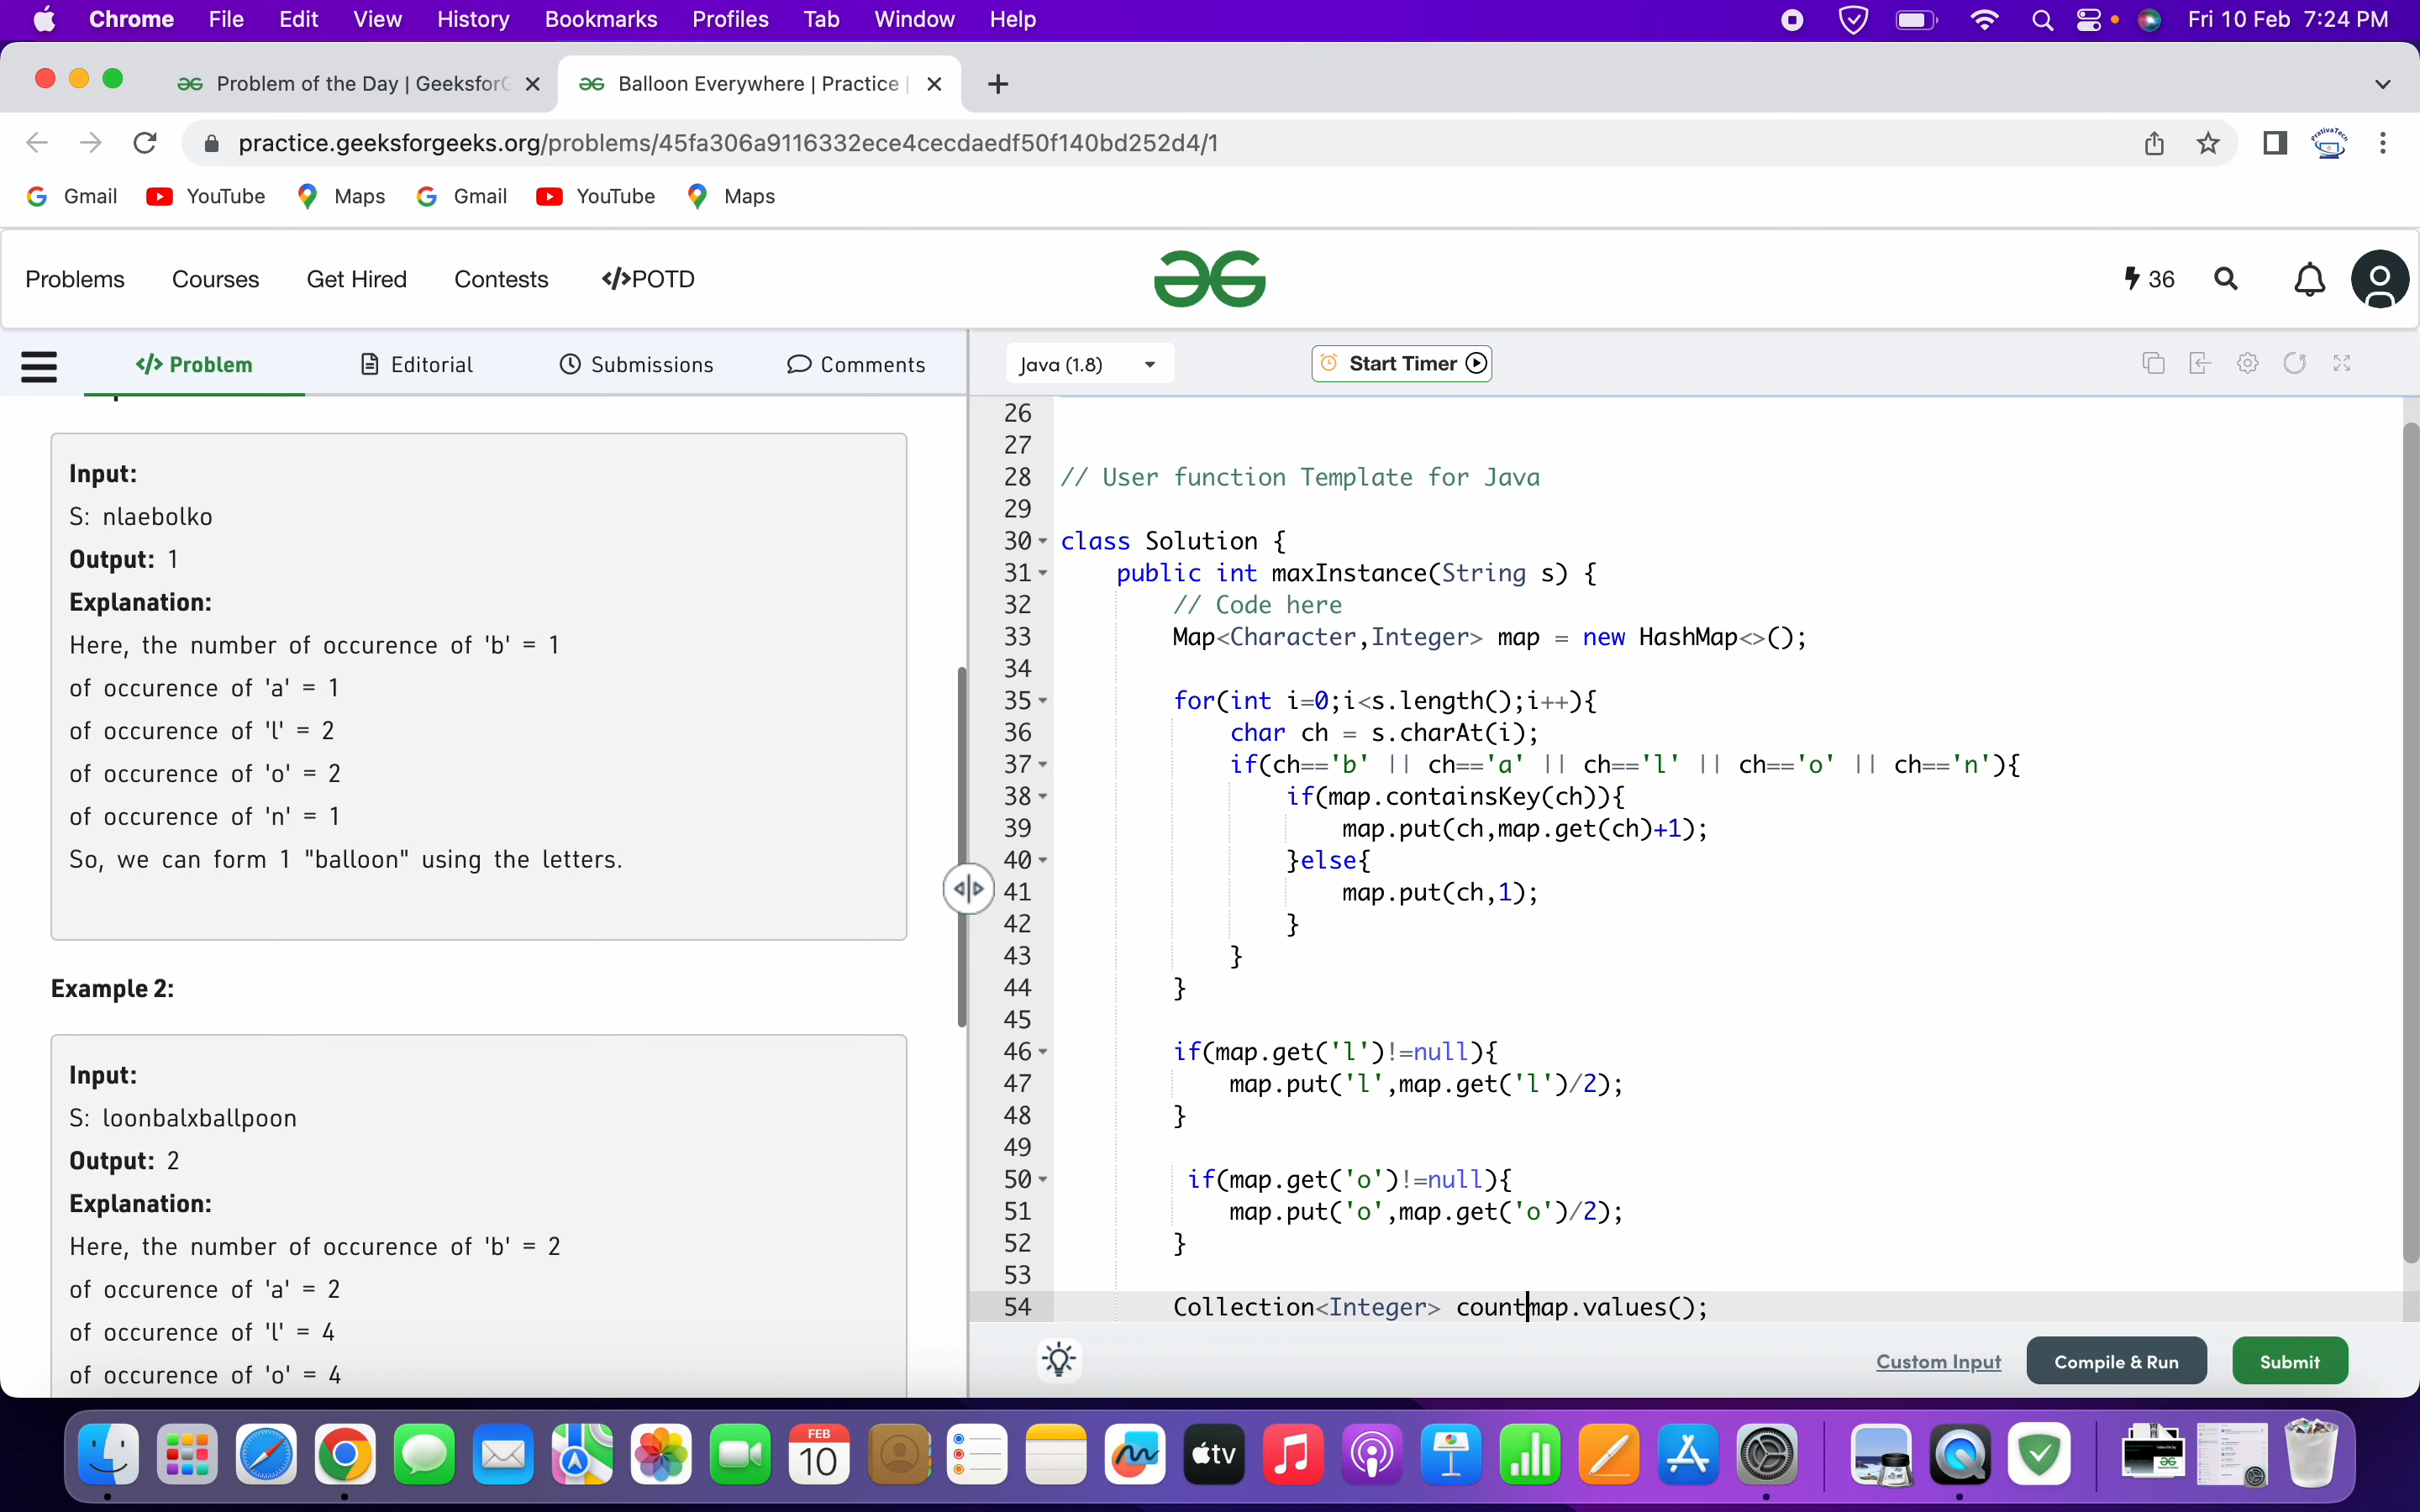 Chrome File Edit View History Bookmarks Profiles Tab Window Help Fri 10 Feb 7:24 PM
Problem of the Day | Geeksfor Balloon Everywhere | Practice |
practice.geeksforgeeks.org/problems/45fa306a9116332ece4cecdaedf50f140bd252d4/1
Gmail YouTube Maps Gmail YouTube Maps
Problems Courses Get Hired Contests </>POTD 36
</> Problem Editorial Submissions Comments
Java (1.8) Start Timer
Input:
S: nlaebolko
Output: 1
Explanation:
Here, the number of occurence of 'b' = 1
of occurence of 'a' = 1
of occurence of 'l' = 2
of occurence of 'o' = 2
of occurence of 'n' = 1
So, we can form 1 "balloon" using the letters.
Example 2:
Input:
S: loonbalxballpoon
Output: 2
Explanation:
Here, the number of occurence of 'b' = 2
of occurence of 'a' = 2
of occurence of 'l' = 4
of occurence of 'o' = 4
26
27
28 // User function Template for Java
29
30 class Solution {
31 public int maxInstance(String s) {
32 // Code here
33 Map<Character,Integer> map = new HashMap<>();
34
35 for(int i=0;i<s.length();i++){
36 char ch = s.charAt(i);
37 if(ch=='b' || ch=='a' || ch=='l' || ch=='o' || ch=='n'){
38 if(map.containsKey(ch)){
39 map.put(ch,map.get(ch)+1);
40 }else{
41 map.put(ch,1);
42 }
43 }
44 }
45
46 if(map.get('l')!=null){
47 map.put('l',map.get('l')/2);
48 }
49
50 if(map.get('o')!=null){
51 map.put('o',map.get('o')/2);
52 }
53
54 Collection<Integer> countmap.values();
Custom Input Compile & Run Submit
FEB
10
tv